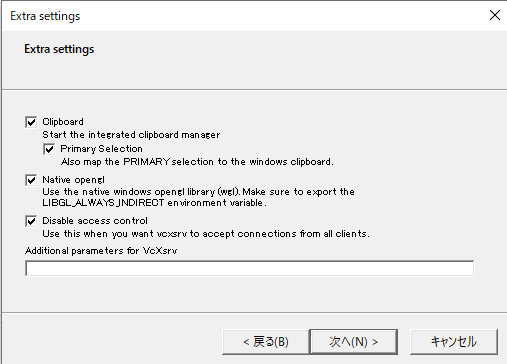 Extra settings
Extra settings
Clipboard
Start the integrated clipboard manager
Primary Selection
Also map the PRIMARY selection to the windows clipboard.
Native opengl
Use the native windows opengl library (wgl). Make sure to export the
LIBGL_ALWAYS_INDIRECT environment variable.
Disable access control
Use this when you want vcxsrv to accept connections from all clients.
Additional parameters for VcXsrv
< 戻る(B)
次へ(N) >
キャンセル